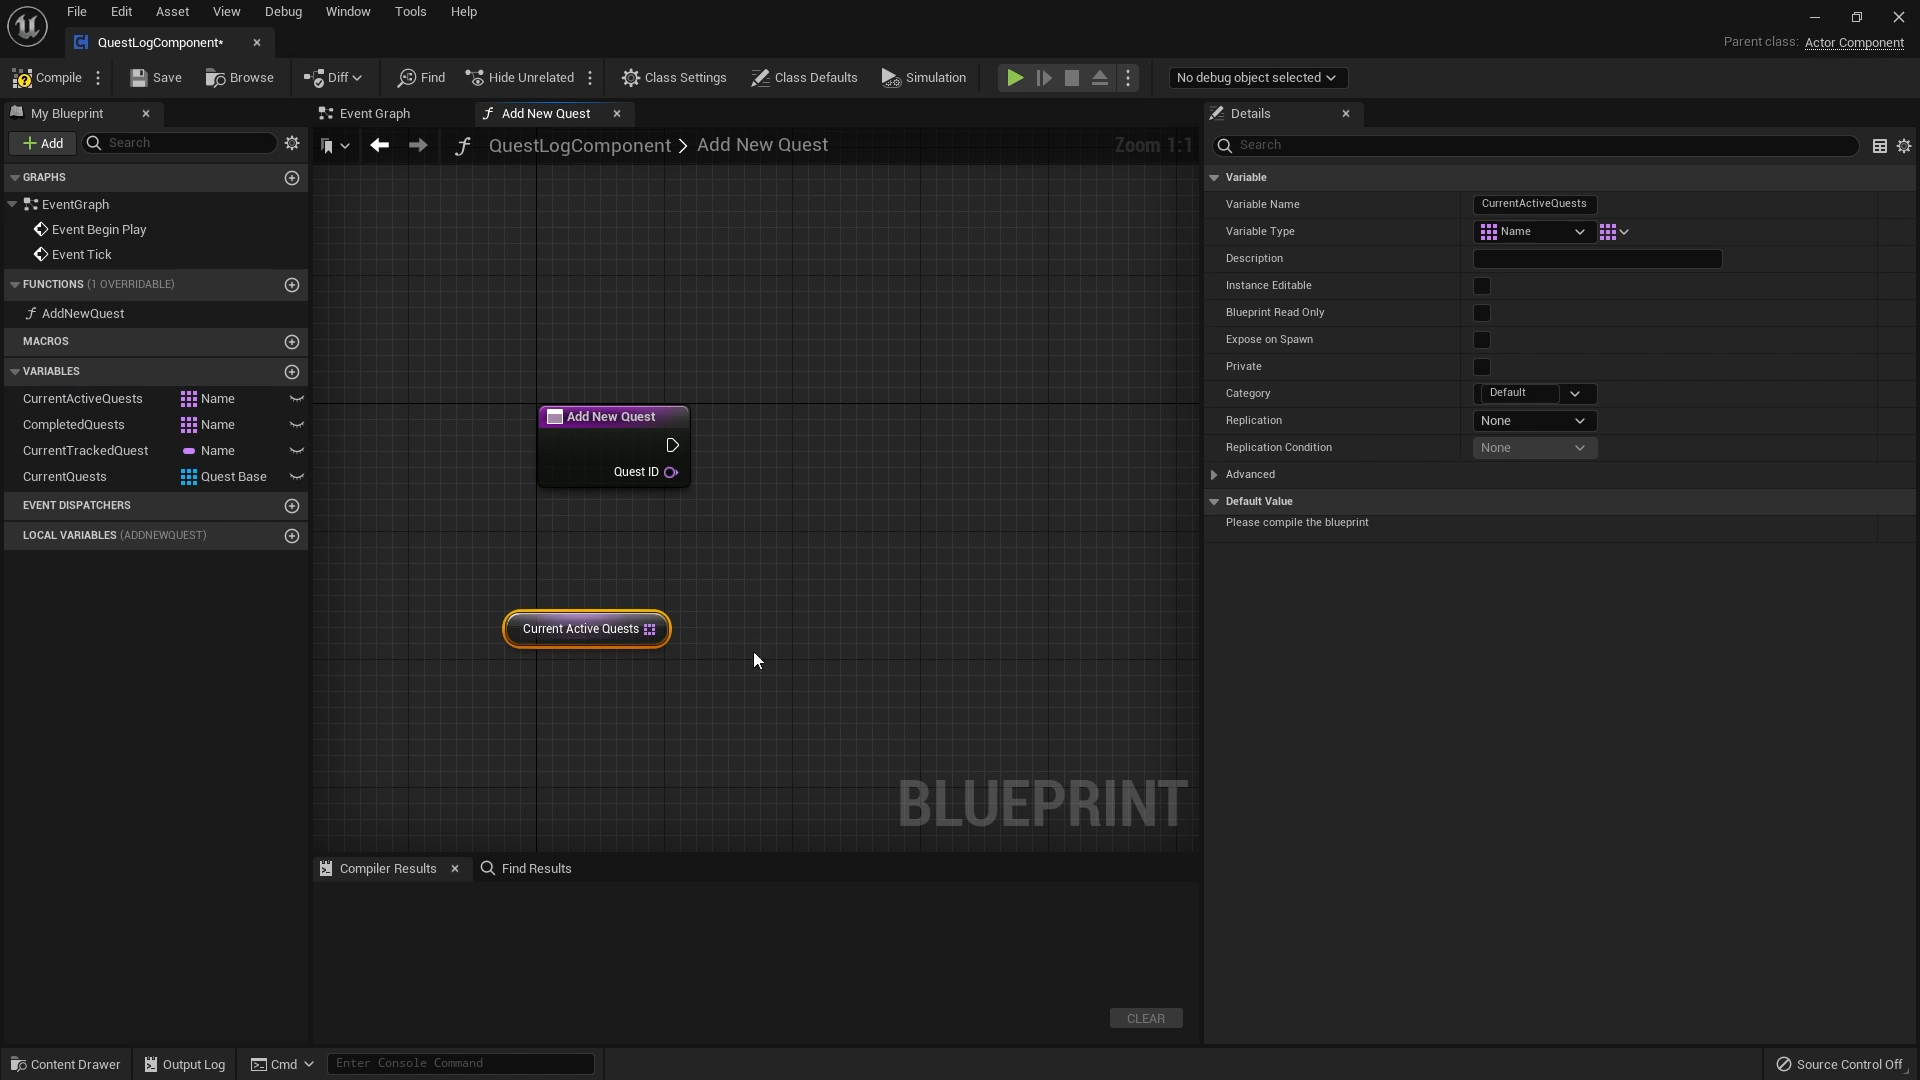 File Edit Asset View Debug Window Tools Help
QuestLogComponent*
Parent class: Actor Component
Compile Save Browse Diff Find Hide Unrelated Class Settings Class Defaults Simulation No debug object selected
My Blueprint
Event Graph Add New Quest
Details
Add Search
QuestLogComponent > Add New Quest
Zoom 1:1
Search
GRAPHS
EventGraph
Event Begin Play
Event Tick
FUNCTIONS (1 OVERRIDABLE)
AddNewQuest
MACROS
VARIABLES
CurrentActiveQuests Name
CompletedQuests Name
CurrentTrackedQuest Name
CurrentQuests Quest Base
EVENT DISPATCHERS
LOCAL VARIABLES (ADDNEWQUEST)
Add New Quest
Quest ID
Current Active Quests
BLUEPRINT
Variable
Variable Name CurrentActiveQuests
Variable Type Name
Description
Instance Editable
Blueprint Read Only
Expose on Spawn
Private
Category Default
Replication None
Replication Condition None
Advanced
Default Value
Please compile the blueprint
Compiler Results Find Results
CLEAR
Content Drawer Output Log Cmd Enter Console Command Source Control Off